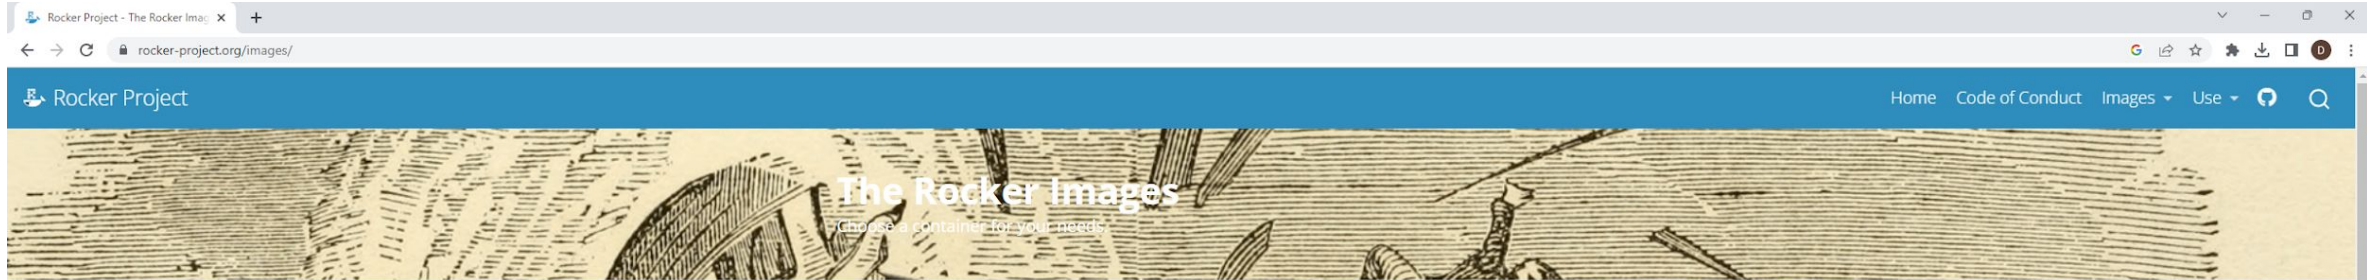 Rocker Project - The Rocker Imag
rocker-project.org/images/
D
Rocker Project
Home Code of Conduct Images Use
The Rocker Images
Choose a container for your needs.